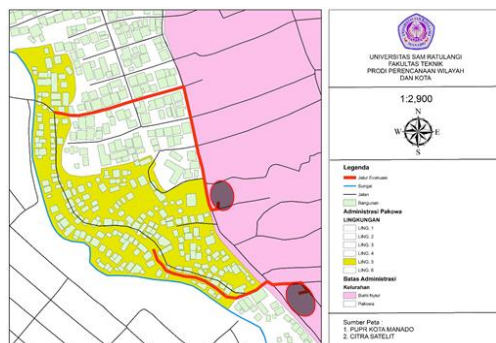 UNIVERSITAS SAM RATULANGI
FAKULTAS TEKNIK
PRODI PERENCANAAN WILAYAH
DAN KOTA
1:2,900
N
W E
S
Legenda
Jalur Evakuasi
Sungai
Jalan
Bangunan
Administrasi Pakowa
LINGKUNGAN
LING. 1
LING. 2
LING. 3
LING. 4
LING. 5
LING. 6
Batas Administrasi
Kelurahan
Bumi Nyiur
Pakowa
Sumber Peta :
1. PUPR KOTA MANADO
2. CITRA SATELIT